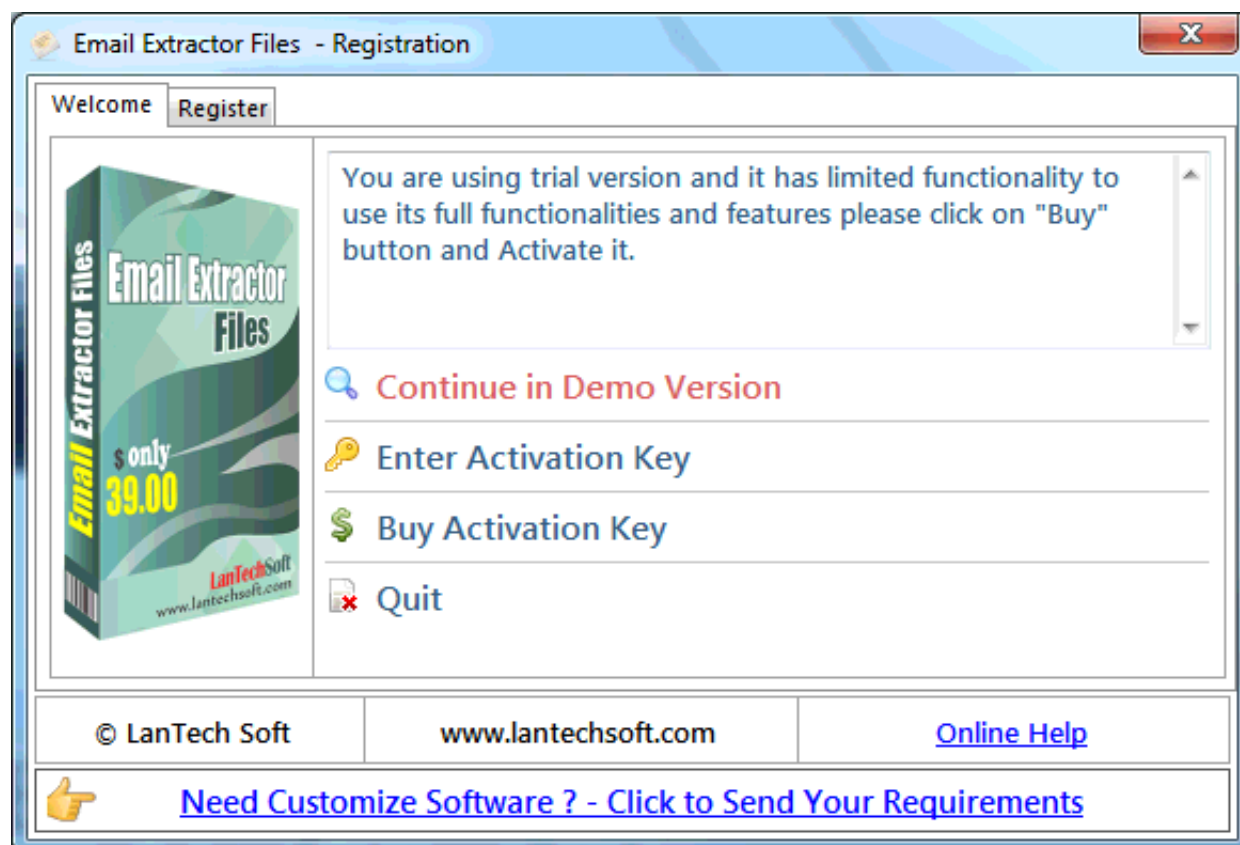 Email Extractor Files - Registration
Welcome
Register
Email Extractor Files
Email Extractor
Files
$ only
39.00
LanTechSoft
www.lantechsoft.com
You are using trial version and it has limited functionality to
use its full functionalities and features please click on "Buy"
button and Activate it.
Continue in Demo Version
Enter Activation Key
Buy Activation Key
Quit
© LanTech Soft
www.lantechsoft.com
Online Help
Need Customize Software ? - Click to Send Your Requirements